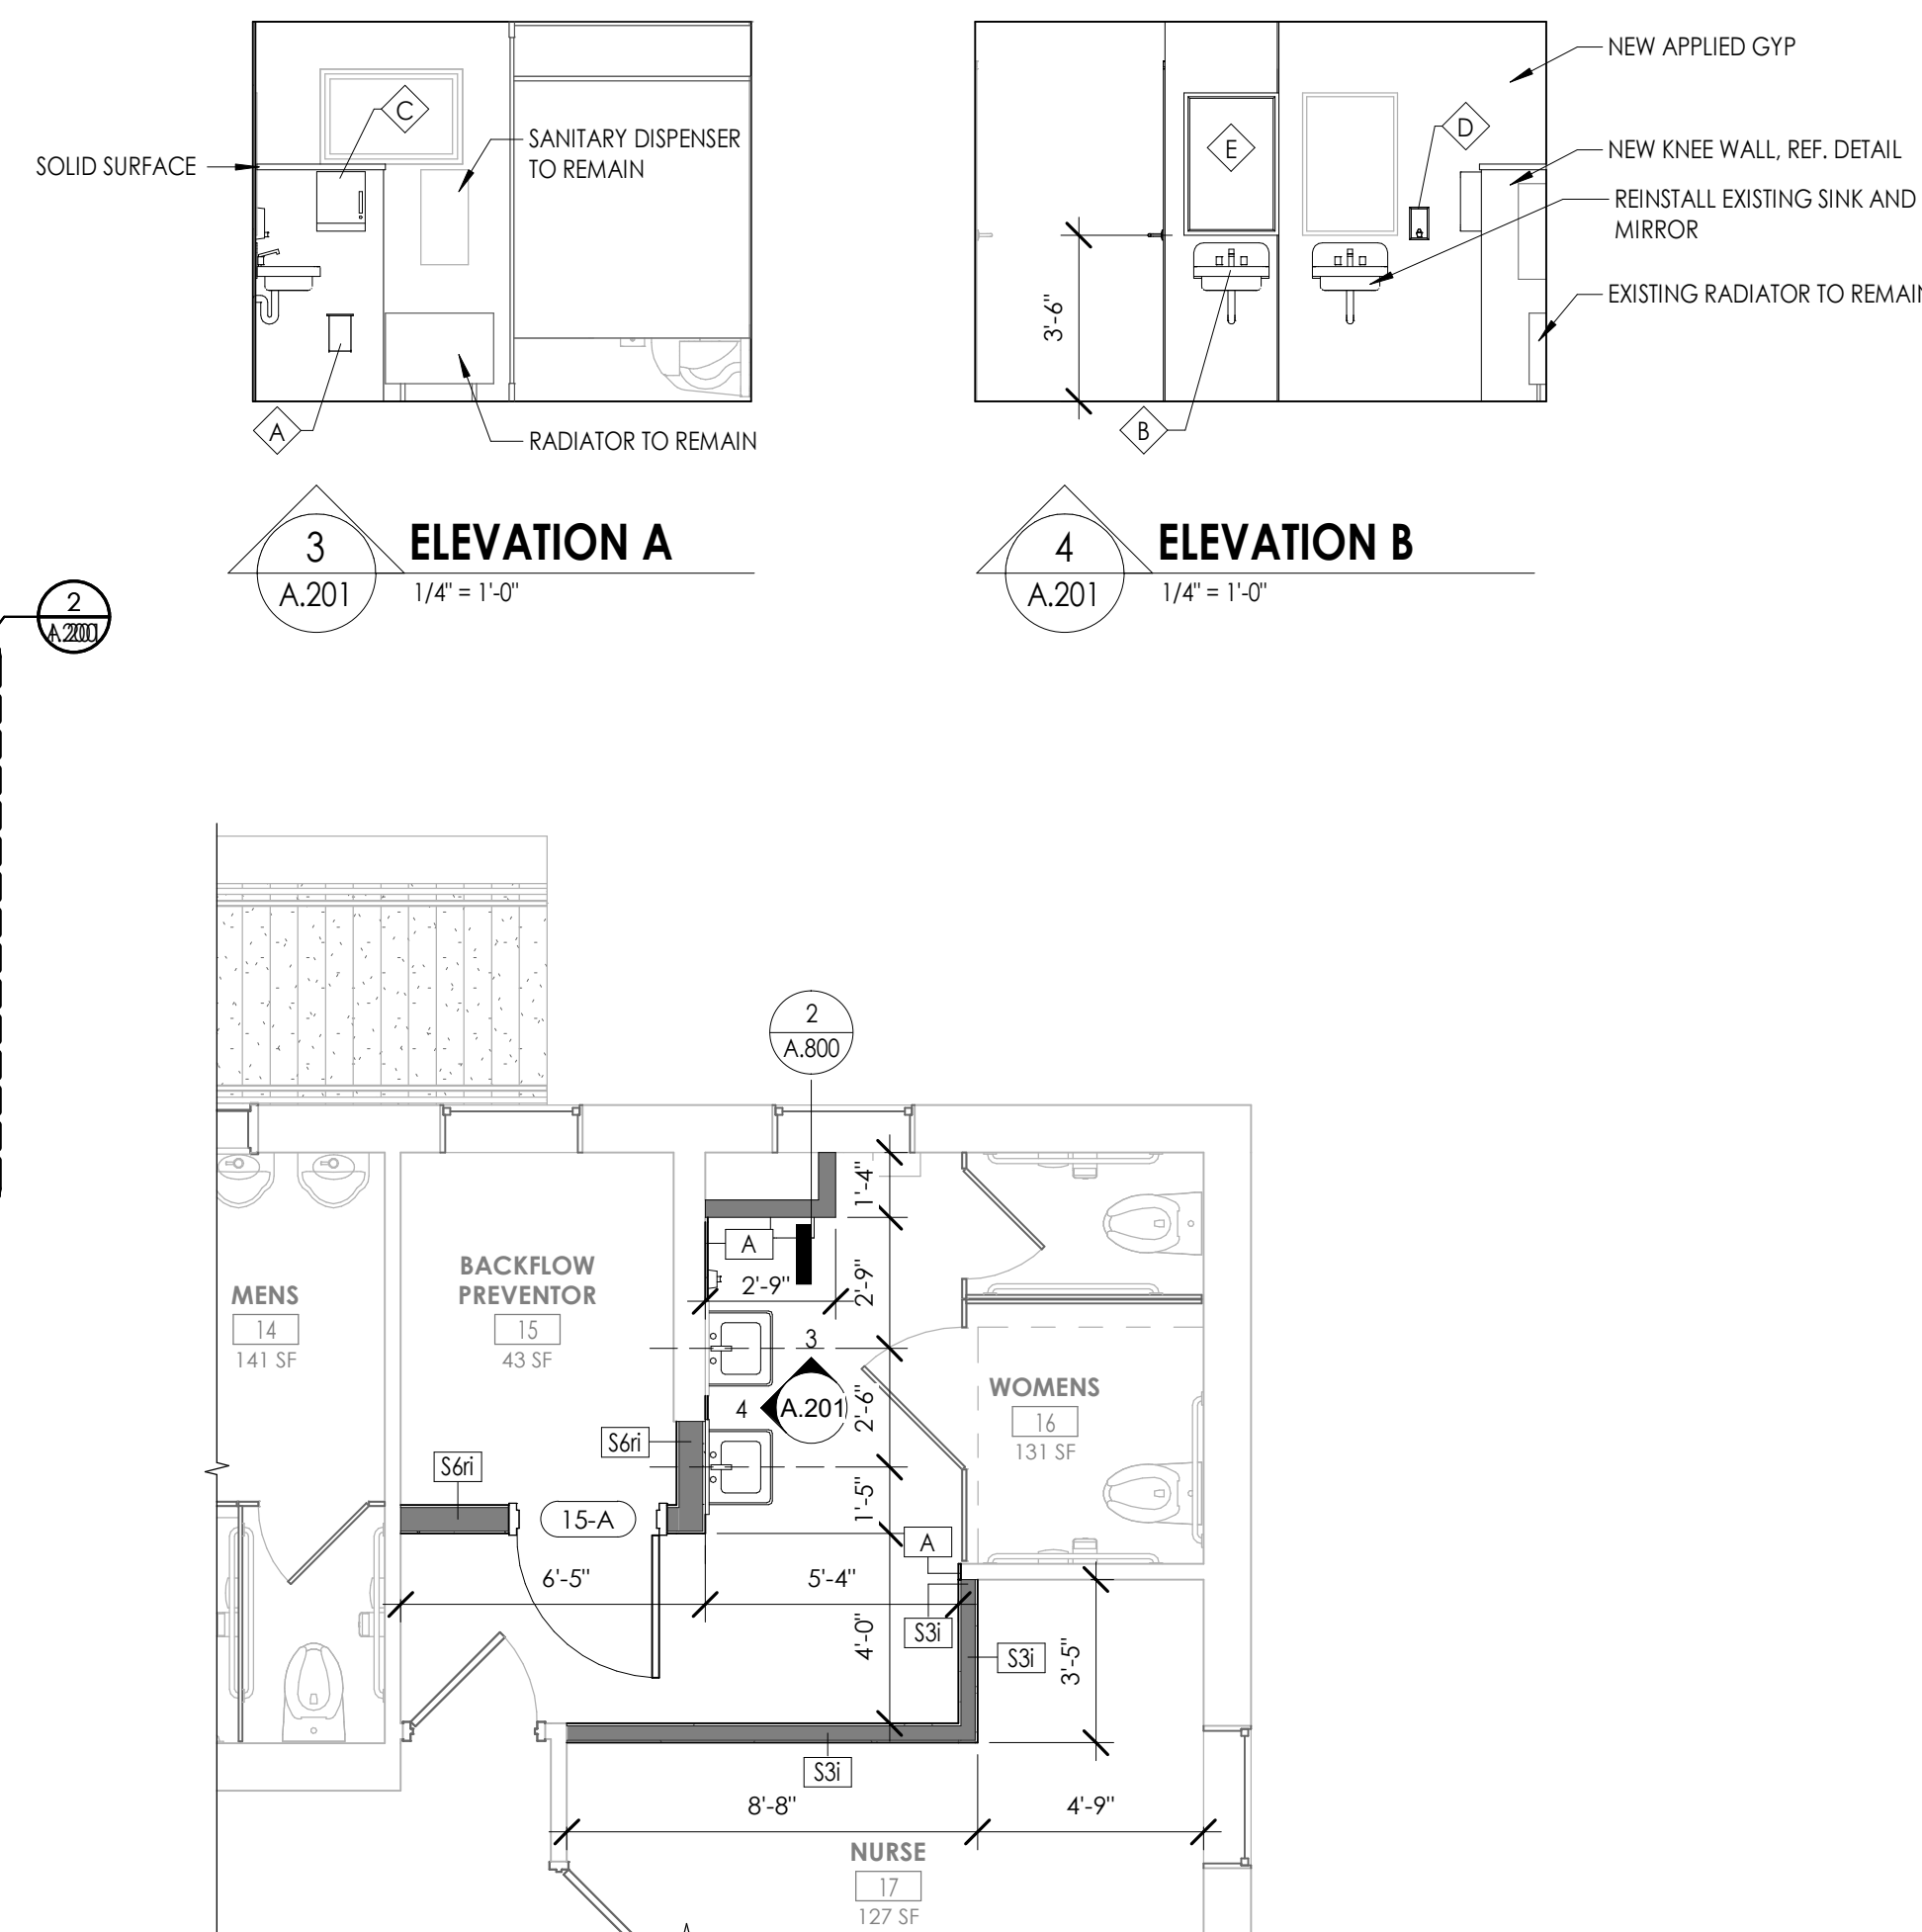 C
SANITARY DISPENSER
TO REMAIN
SOLID SURFACE
A
RADIATOR TO REMAIN
3
A.201
ELEVATION A
1/4" = 1'-0"
NEW APPLIED GYP
D
E
NEW KNEE WALL, REF. DETAIL
REINSTALL EXISTING SINK AND
MIRROR
EXISTING RADIATOR TO REMAI
3'-6"
B
4
A.201
ELEVATION B
1/4" = 1'-0"
2
2
A.800
1'-4"
A
2'-9"
2'-9"
BACKFLOW
PREVENTOR
15
43 SF
MENS
14
141 SF
3
4
A.201
2'-6"
WOMENS
16
131 SF
S6ri
S6ri
15-A
1'-5"
A
6'-5"
5'-4"
4'-0"
S3i
S3i
3'-5"
S3i
8'-8"
4'-9"
NURSE
17
127 SF